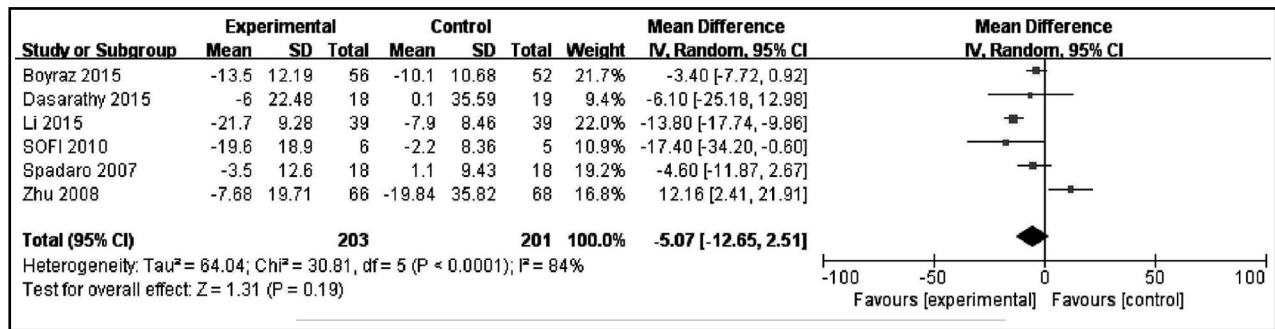 Experimental Control Mean Difference Mean Difference
Study or Subgroup Mean SD Total Mean SD Total Weight IV, Random, 95% CI IV, Random, 95% CI
Boyraz 2015 -13.5 12.19 56 -10.1 10.68 52 21.7% -3.40 [-7.72, 0.92]
Dasarathy 2015 -6 22.48 18 0.1 35.59 19 9.4% -6.10 [-25.18, 12.98]
Li 2015 -21.7 9.28 39 -7.9 8.46 39 22.0% -13.80 [-17.74, -9.86]
SOFI 2010 -19.6 18.9 6 -2.2 8.36 5 10.9% -17.40 [-34.20, -0.60]
Spadaro 2007 -3.5 12.6 18 1.1 9.43 18 19.2% -4.60 [-11.87, 2.67]
Zhu 2008 -7.68 19.71 66 -19.84 35.82 68 16.8% 12.16 [2.41, 21.91]
Total (95% CI) 203 201 100.0% -5.07 [-12.65, 2.51]
Heterogeneity: Tau² = 64.04; Chi² = 30.81, df = 5 (P < 0.0001); I² = 84%
Test for overall effect: Z = 1.31 (P = 0.19)
-100 -50 0 50 100
Favours [experimental] Favours [control]